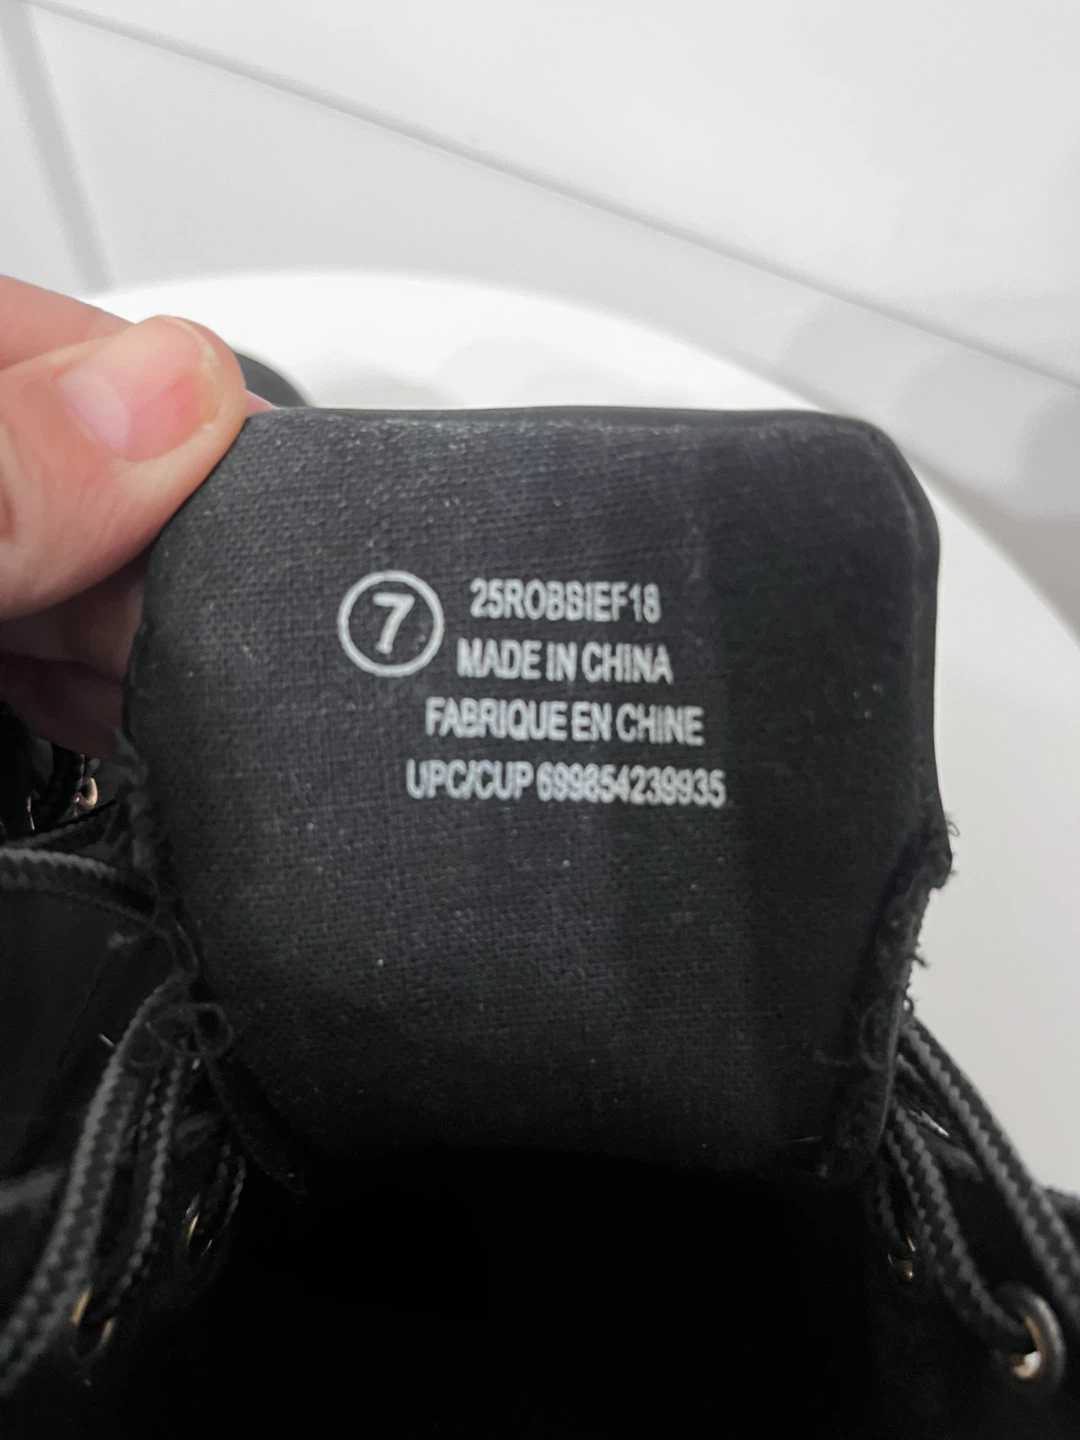 7 25ROBBIEF18
MADE IN CHINA
FABRIQUE EN CHINE
UPC/CUP 699854239935